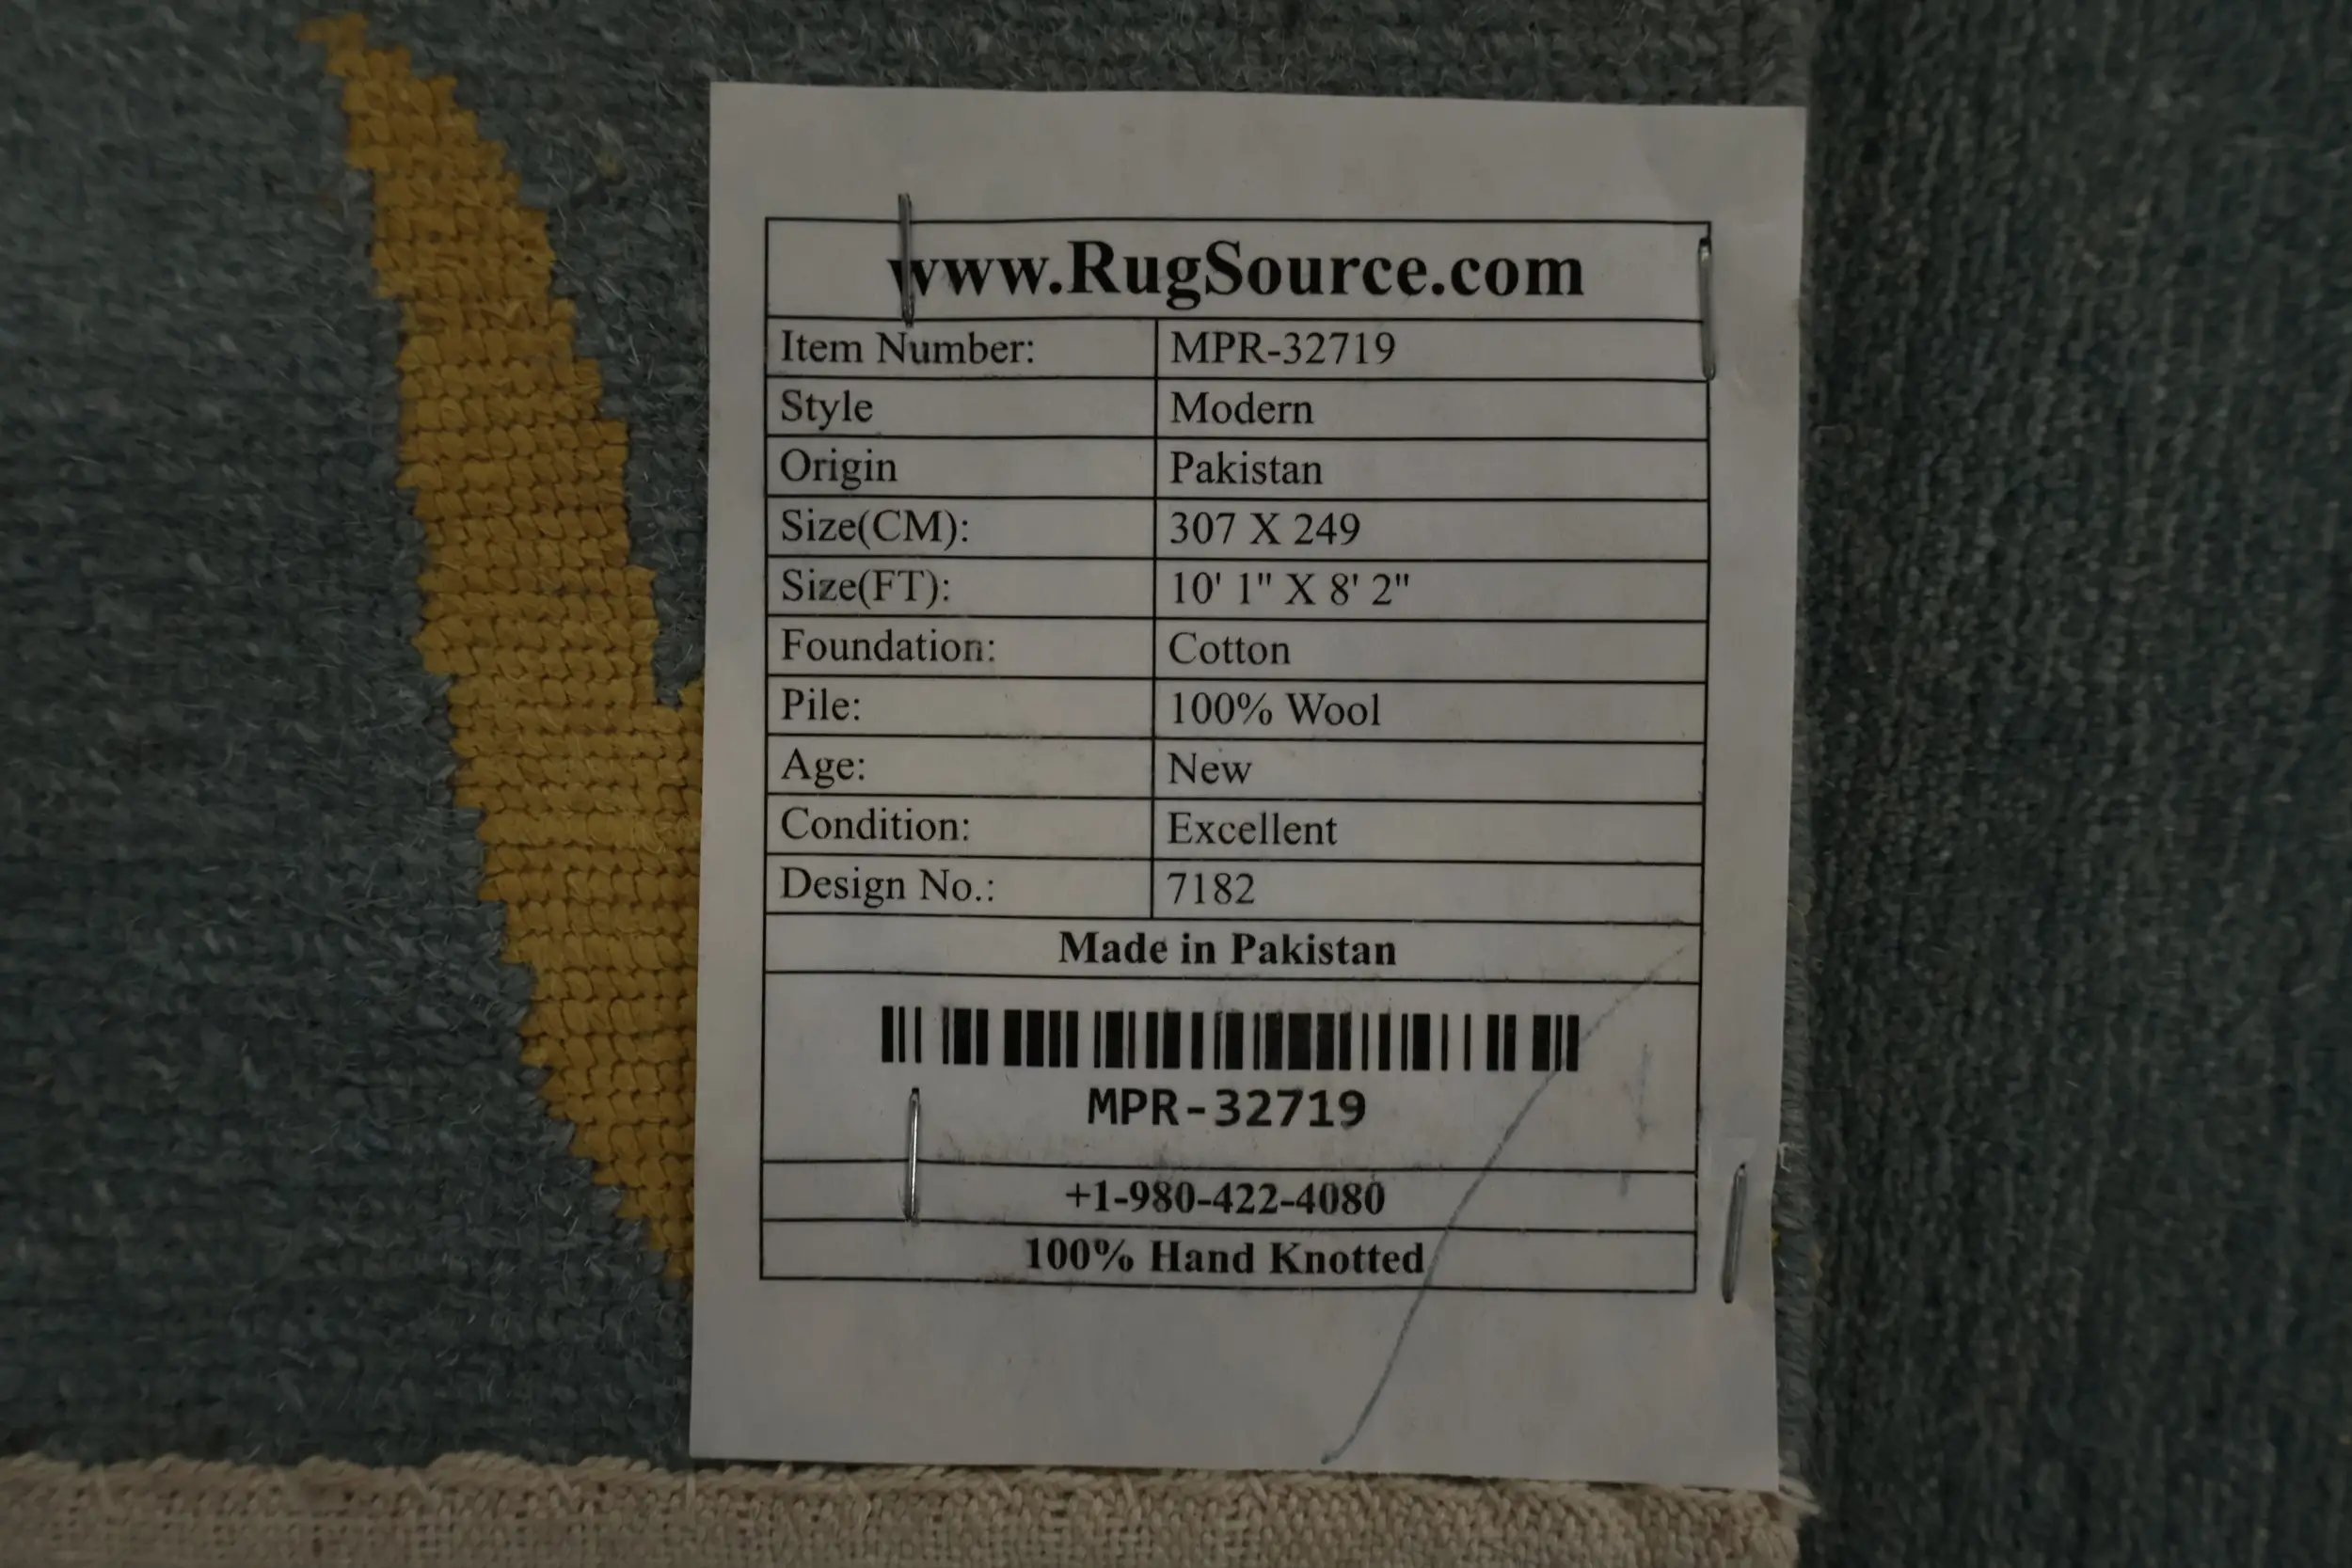 www.RugSource.com
Item Number: MPR-32719
Style Modern
Origin Pakistan
Size(CM): 307 X 249
Size(FT): 10' 1" X 8' 2"
Foundation: Cotton
Pile: 100% Wool
Age: New
Condition: Excellent
Design No.: 7182
Made in Pakistan
MPR-32719
+1-980-422-4080
100% Hand Knotted